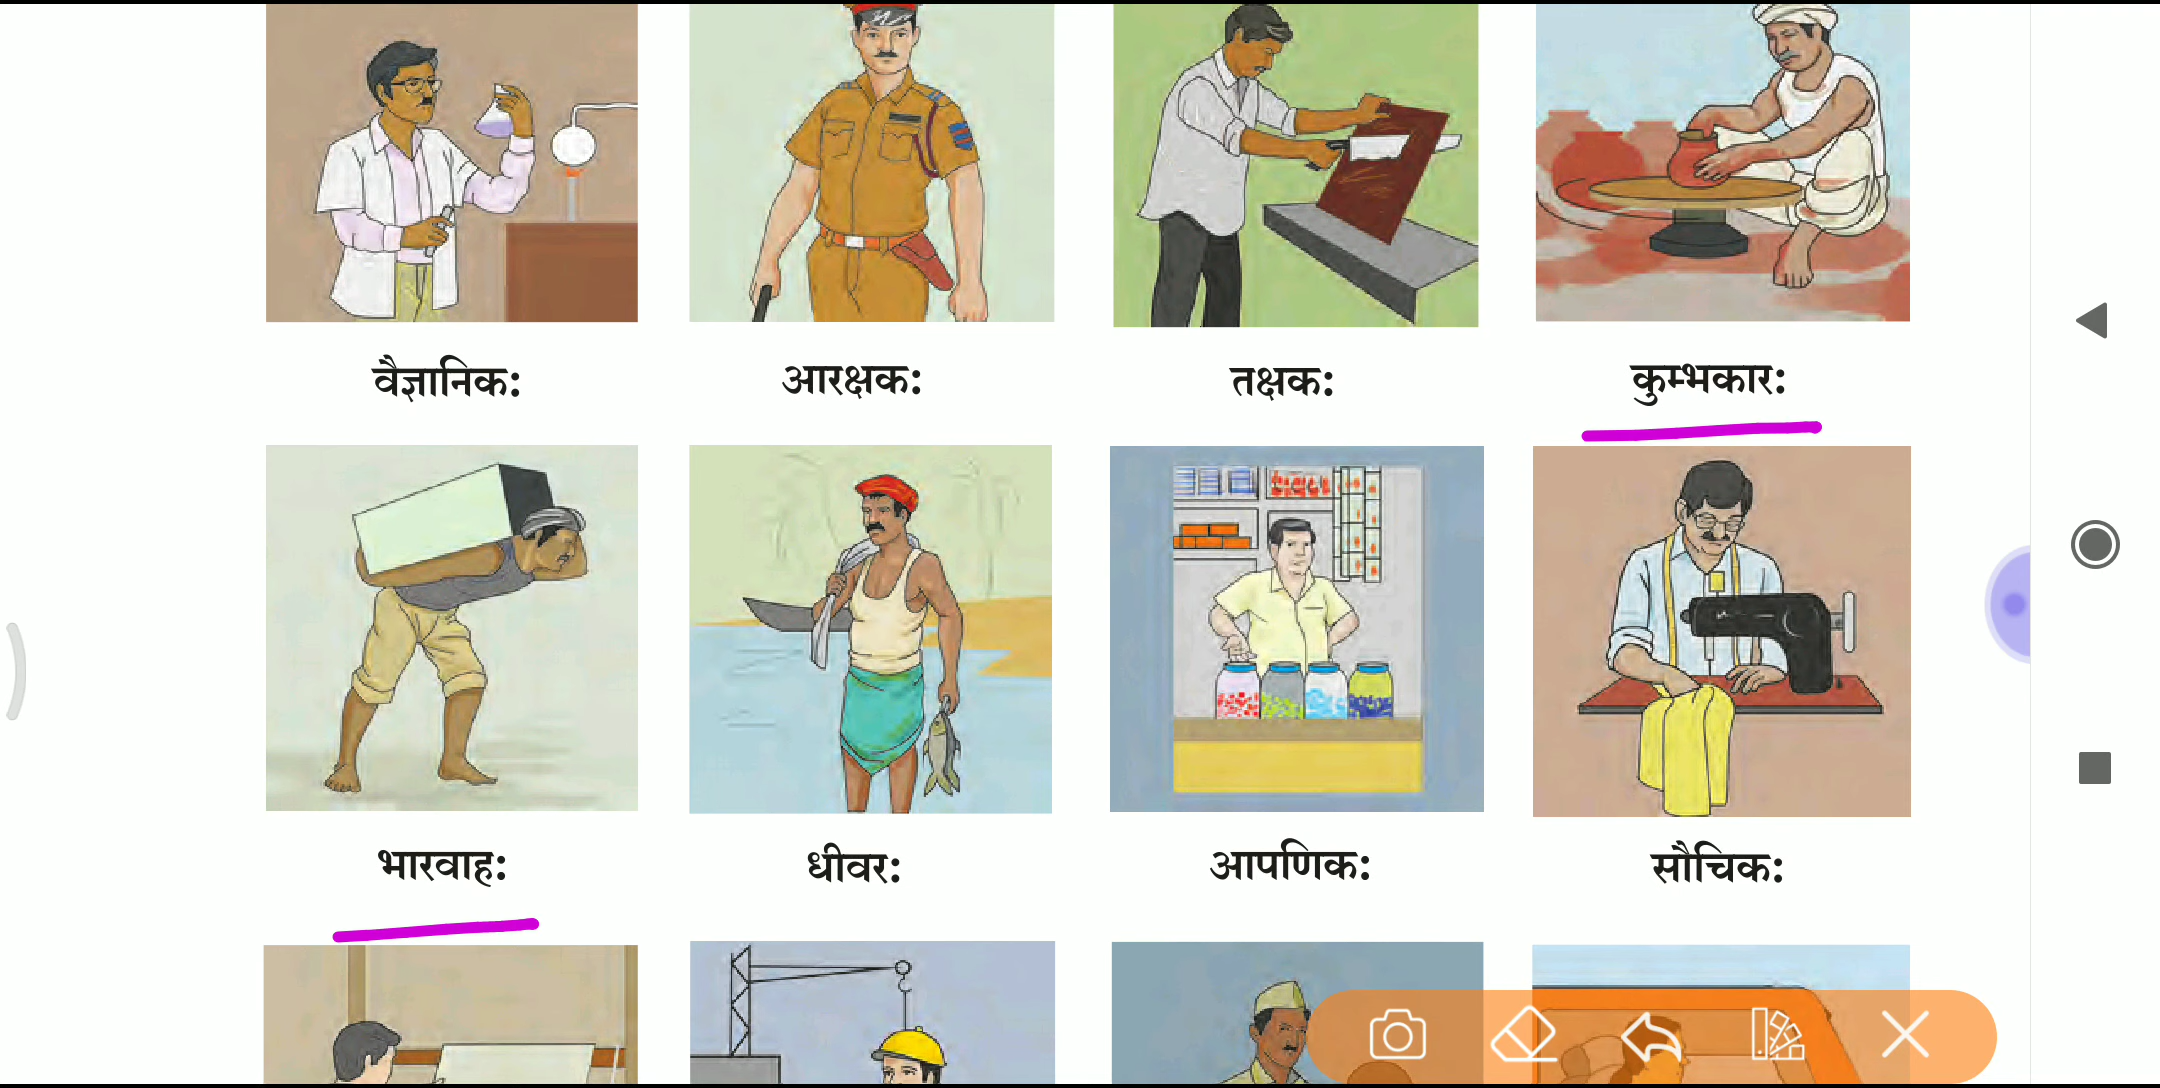 वैज्ञानिक: आरक्षक: तक्षक: कुम्भकार:
भारवाह: धीवर: आपणिक: सौचिक: